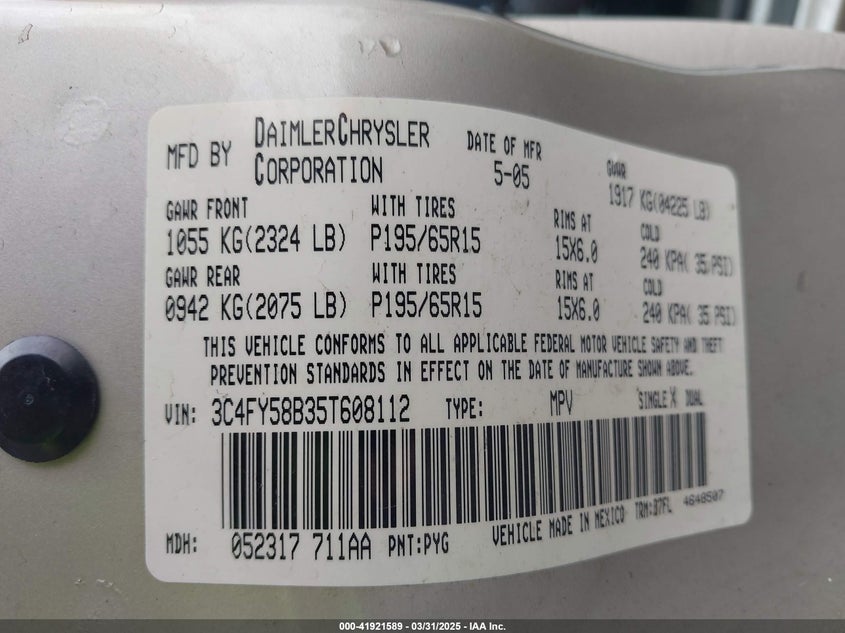 MFD BY DAIMLERCHRYSLER CORPORATION DATE OF MFR 5-05 GVWR 1917 KG(04225 LB)
GAWR FRONT WITH TIRES RIMS AT COLD
1055 KG(2324 LB) P195/65R15 15X6.0 240 KPA( 35 PSI)
GAWR REAR WITH TIRES RIMS AT COLD
0942 KG(2075 LB) P195/65R15 15X6.0 240 KPA( 35 PSI)
THIS VEHICLE CONFORMS TO ALL APPLICABLE FEDERAL MOTOR VEHICLE SAFETY AND THEFT
PREVENTION STANDARDS IN EFFECT ON THE DATE OF MANUFACTURE SHOWN ABOVE.
VIN: 3C4FY58B35T608112 TYPE: MPV SINGLE X DUAL
MDH: 052317 711AA PNT:PYG VEHICLE MADE IN MEXICO TRM:D7FL 4648507
000-41921589 - 03/31/2025 - IAA Inc.